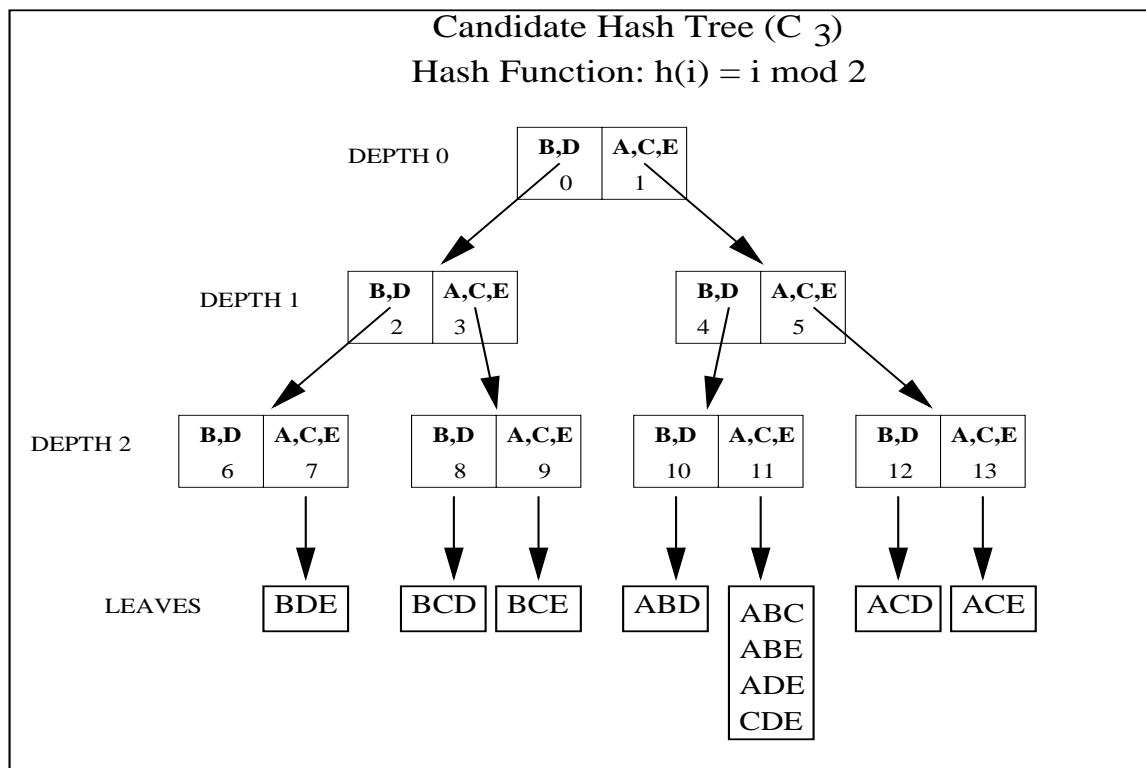 Candidate Hash Tree (C 3)
Hash Function: h(i) = i mod 2
DEPTH 0
B,D
A,C,E
0
1
DEPTH 1
B,D
A,C,E
B,D
A,C,E
2
3
4
5
DEPTH 2
B,D
A,C,E
B,D
A,C,E
B,D
A,C,E
B,D
A,C,E
6
7
8
9
10
11
12
13
LEAVES
BDE
BCD
BCE
ABD
ABC
ABE
ADE
CDE
ACD
ACE